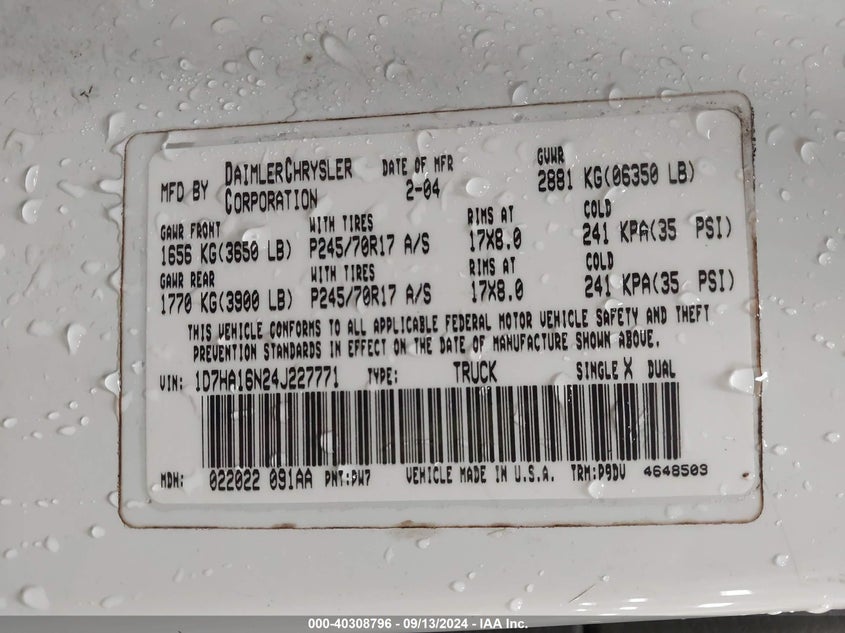 MFD BY DAIMLERCHRYSLER CORPORATION DATE OF MFR 2-04 GVWR 2881 KG(06350 LB)
GAWR FRONT WITH TIRES RIMS AT COLD
1656 KG(3650 LB) P245/70R17 A/S 17X8.0 241 KPA(35 PSI)
GAWR REAR WITH TIRES RIMS AT COLD
1770 KG(3900 LB) P245/70R17 A/S 17X8.0 241 KPA(35 PSI)
THIS VEHICLE CONFORMS TO ALL APPLICABLE FEDERAL MOTOR VEHICLE SAFETY AND THEFT
PREVENTION STANDARDS IN EFFECT ON THE DATE OF MANUFACTURE SHOWN ABOVE.
VIN: 1D7HA16N24J227771 TYPE: TRUCK SINGLE X DUAL
MDH: 022022 091AA PNT:PW7 VEHICLE MADE IN U.S.A. TRM:P9DV 4648503
000-40308796 - 09/13/2024 - IAA Inc.